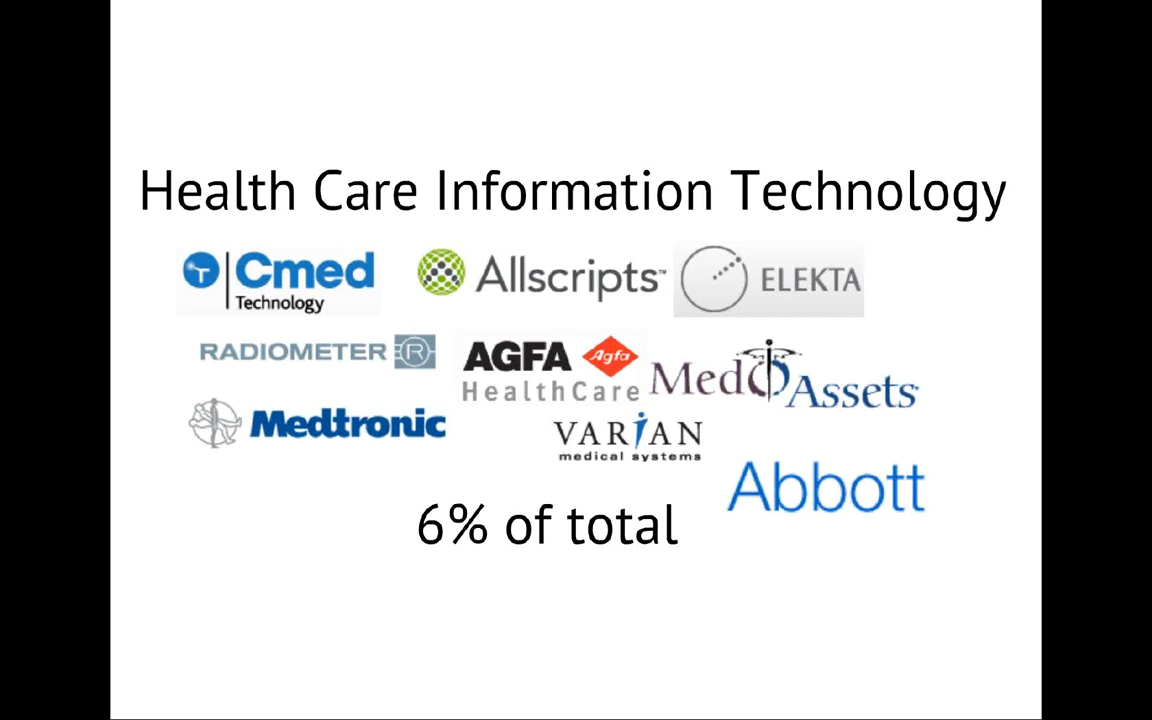 Health Care Information Technology
T Cmed
Technology
Allscripts™
ELEKTA
RADIOMETER R
AGFA Agfa
HealthCare
MedAssets
Medtronic
VARIAN
medical systems
Abbott
6% of total